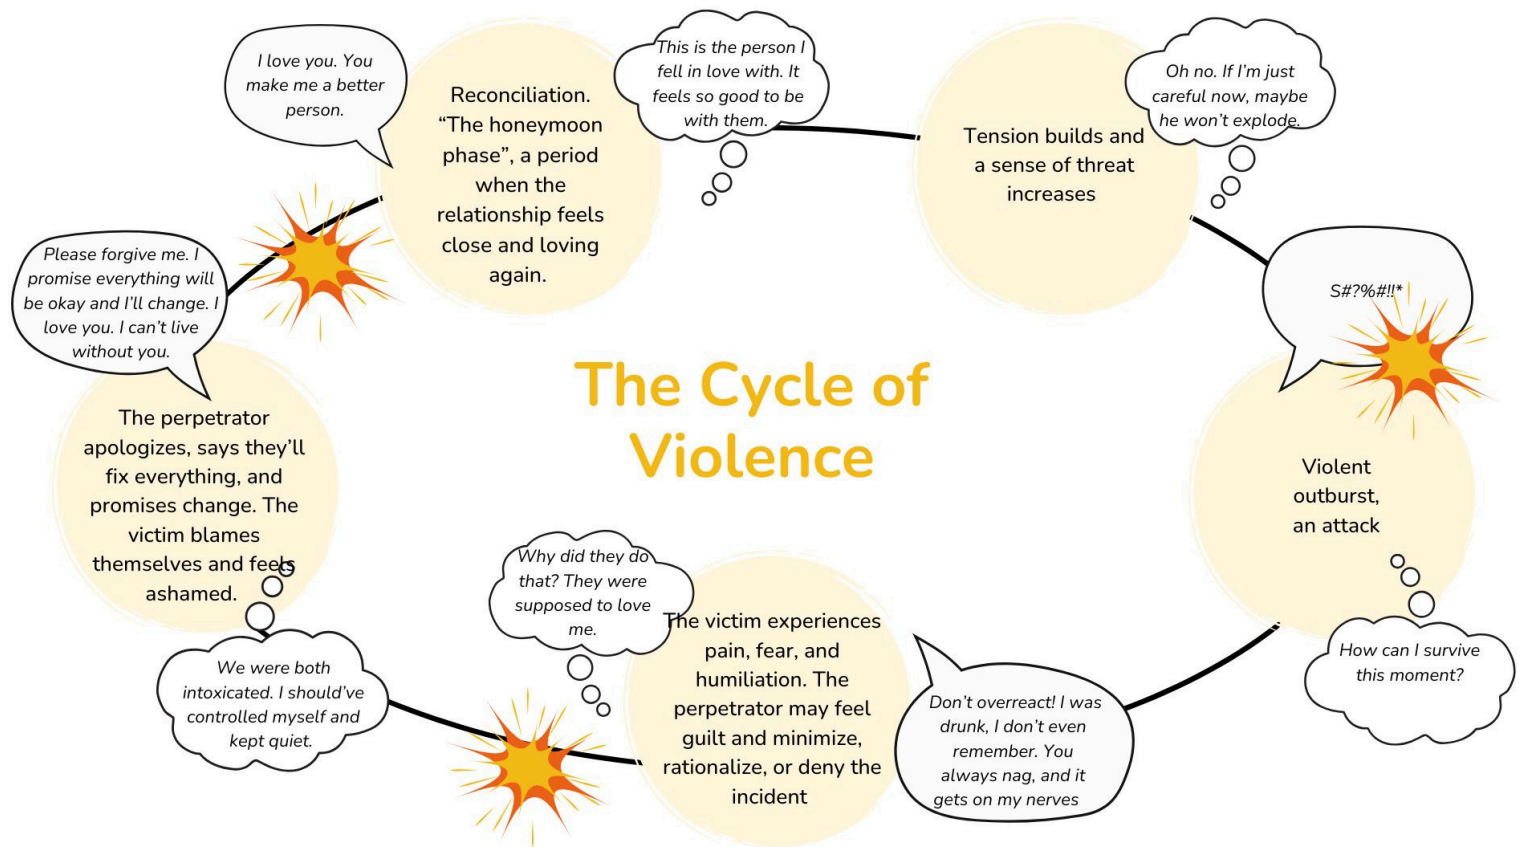 The Cycle of
Violence
I love you. You
make me a better
person.
Reconciliation.
“The honeymoon
phase”, a period
when the
relationship feels
close and loving
again.
This is the person I
fell in love with. It
feels so good to be
with them.
Tension builds and
a sense of threat
increases
Oh no. If I’m just
careful now, maybe
he won’t explode.
S#?%#!!*
Violent
outburst,
an attack
How can I survive
this moment?
Don’t overreact! I was
drunk, I don’t even
remember. You
always nag, and it
gets on my nerves
The victim experiences
pain, fear, and
humiliation. The
perpetrator may feel
guilt and minimize,
rationalize, or deny the
incident
Why did they do
that? They were
supposed to love
me.
We were both
intoxicated. I should’ve
controlled myself and
kept quiet.
The perpetrator
apologizes, says they’ll
fix everything, and
promises change. The
victim blames
themselves and feels
ashamed.
Please forgive me. I
promise everything will
be okay and I’ll change. I
love you. I can’t live
without you.